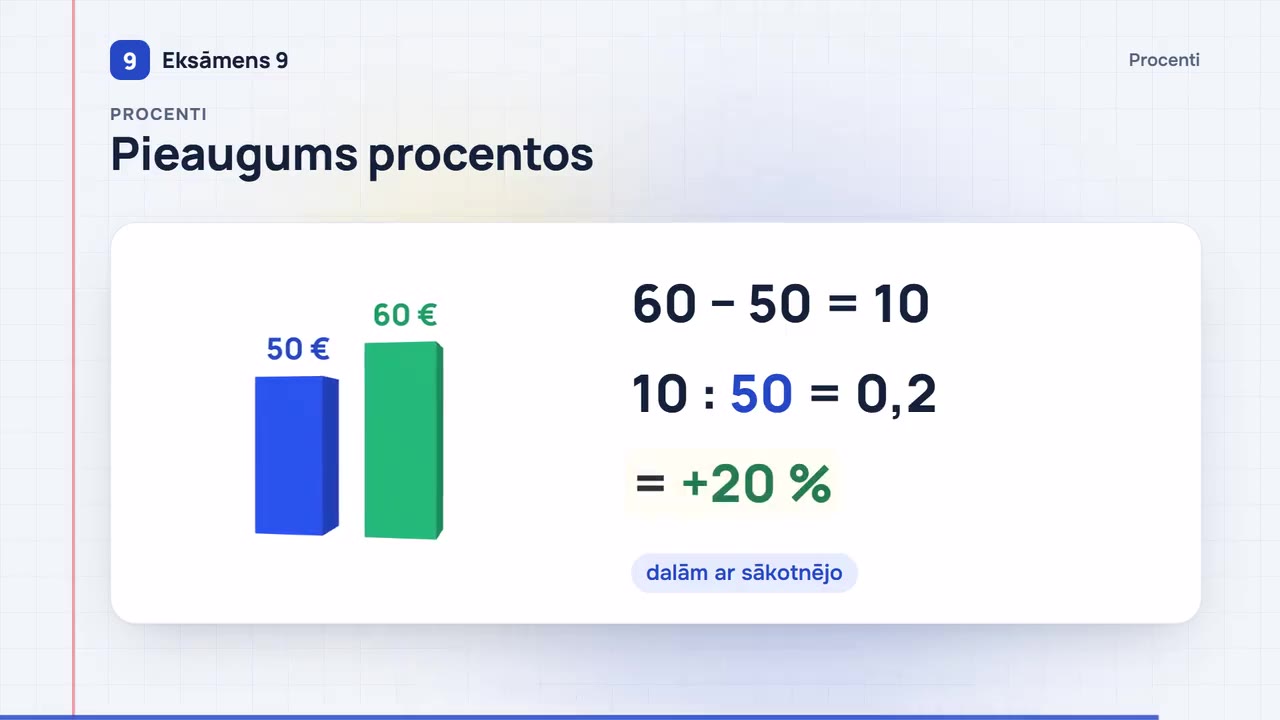 9 Eksāmens 9
Procenti
PROCENTI
Pieaugums procentos
50 €
60 €
60 – 50 = 10
10 : 50 = 0,2
= +20 %
dalām ar sākotnējo